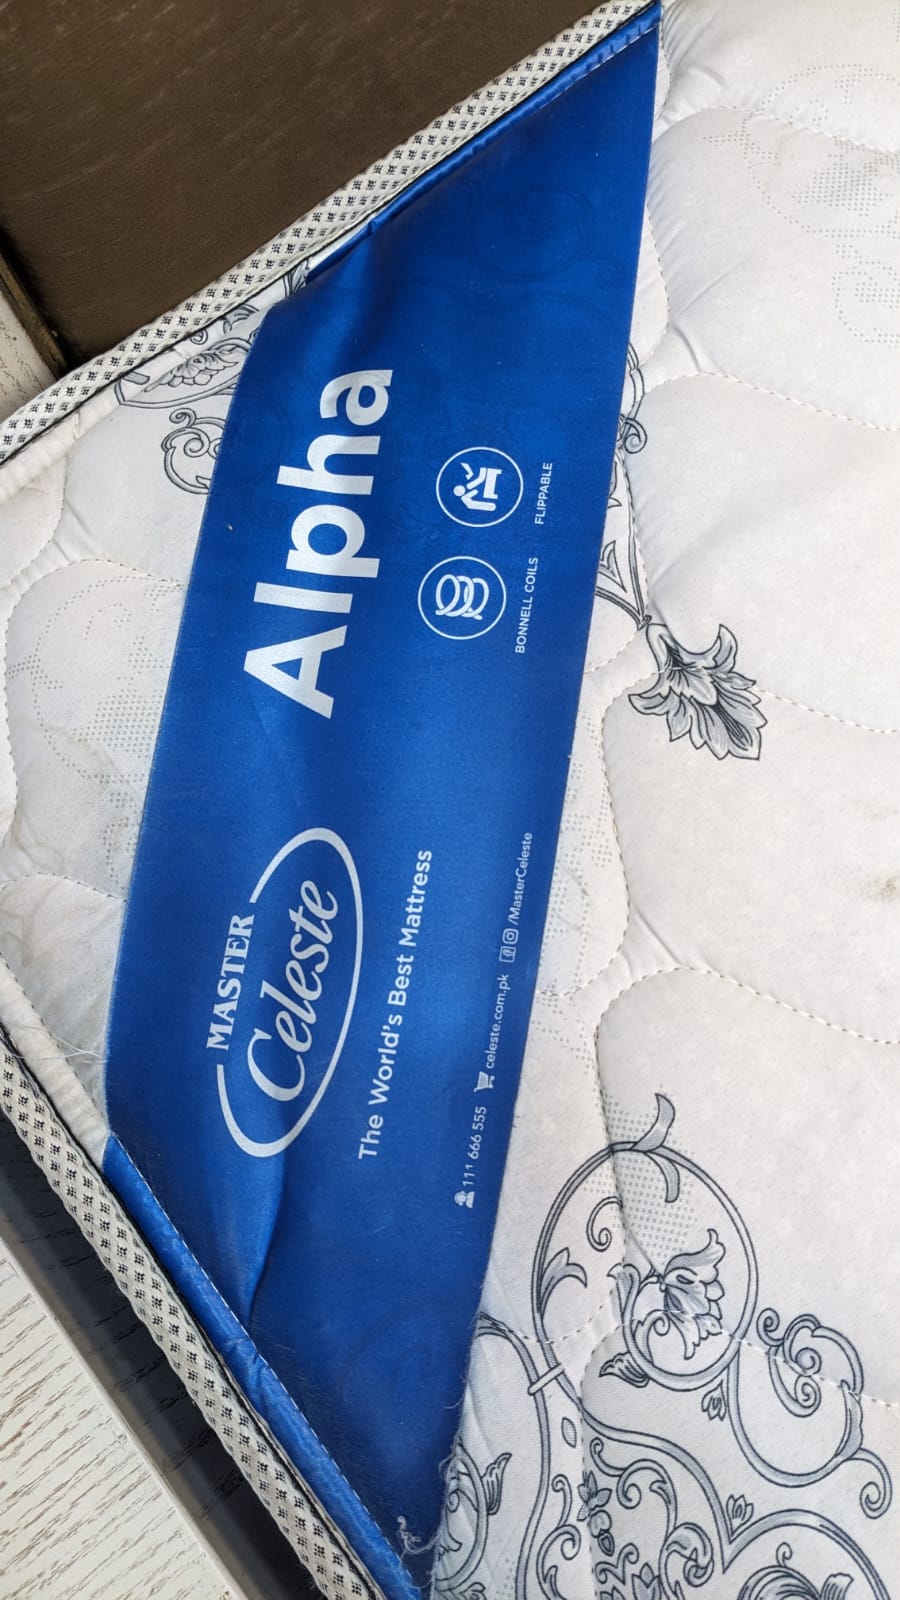 MASTER
Celeste
The World's Best Mattress
111 666 555 celeste.com.pk /MasterCeleste
Alpha
BONNELL COILS
FLIPPABLE